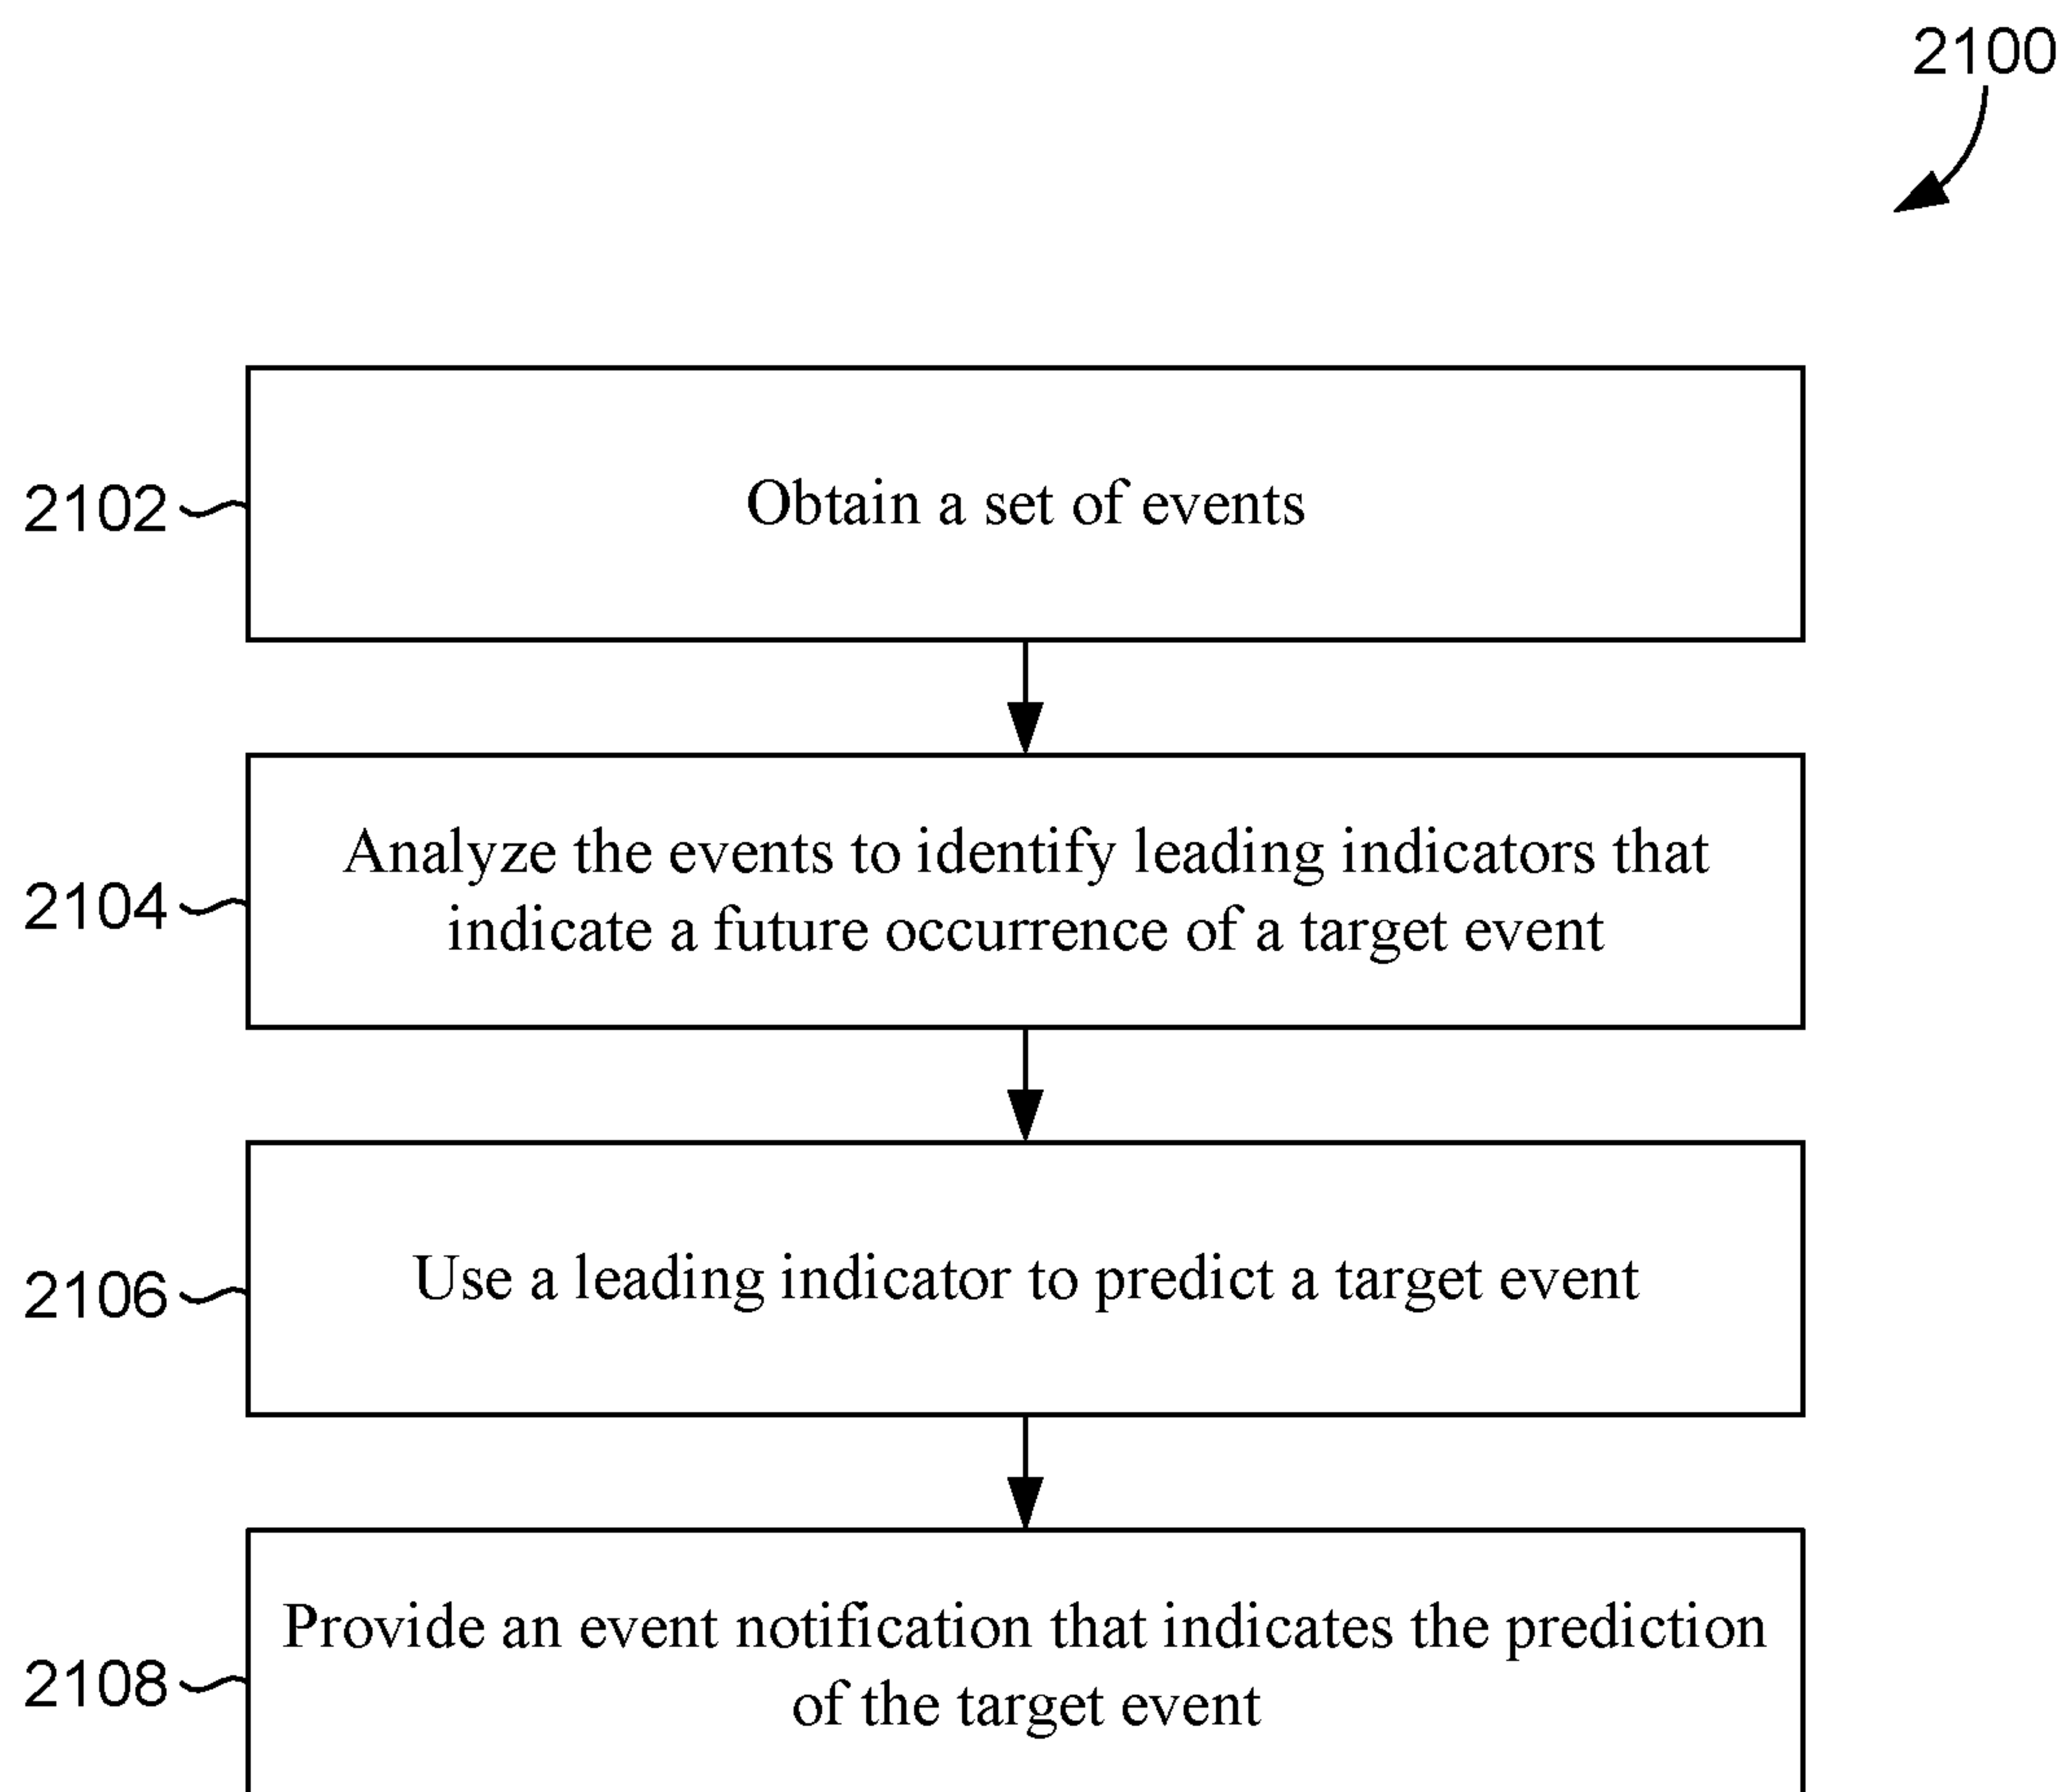 2100
2102
Obtain a set of events
2104
Analyze the events to identify leading indicators that
indicate a future occurrence of a target event
2106
Use a leading indicator to predict a target event
2108
Provide an event notification that indicates the prediction
of the target event